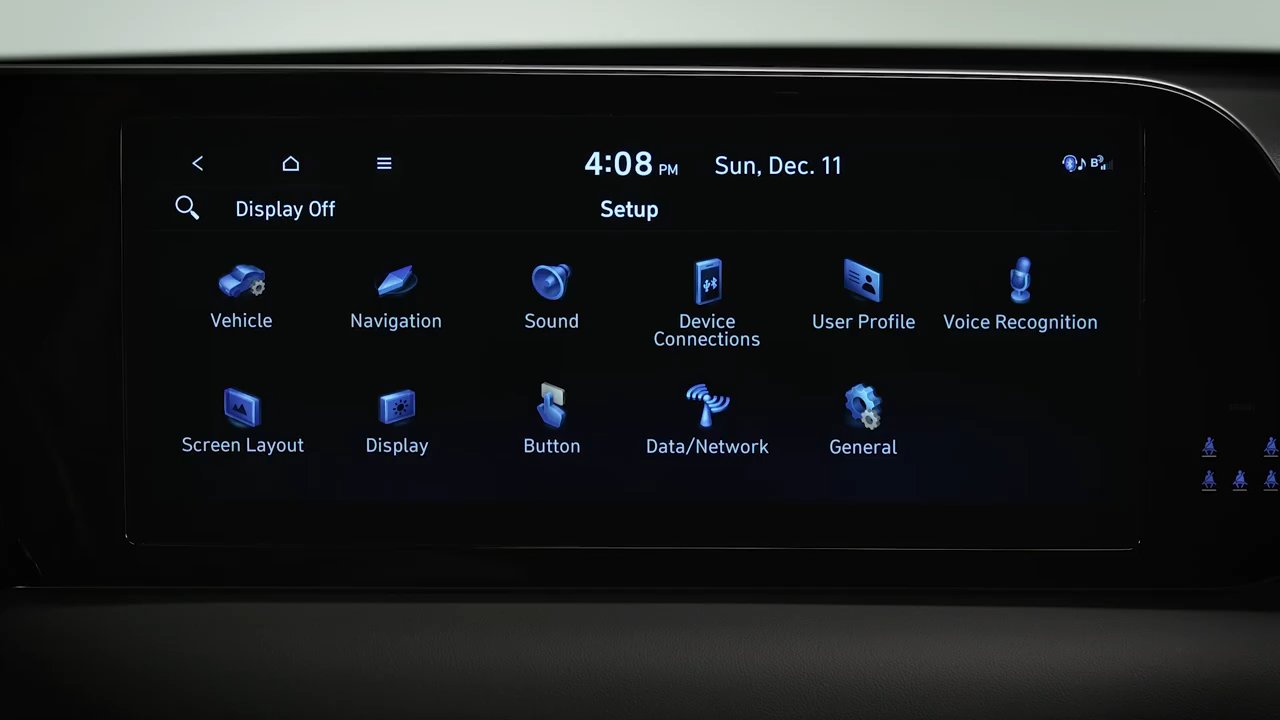 4:08 PM Sun, Dec. 11
Display Off Setup
Vehicle Navigation Sound Device Connections User Profile Voice Recognition
Screen Layout Display Button Data/Network General